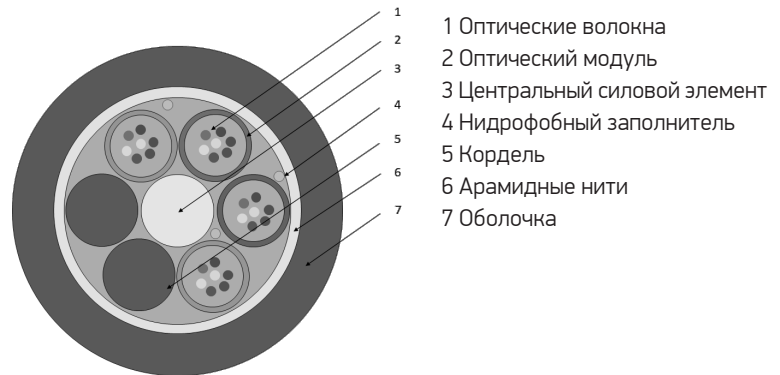 1
2
3
4
5
6
7
1 Оптические волокна
2 Оптический модуль
3 Центральный силовой элемент
4 Нидрофобный заполнитель
5 Кордель
6 Арамидные нити
7 Оболочка